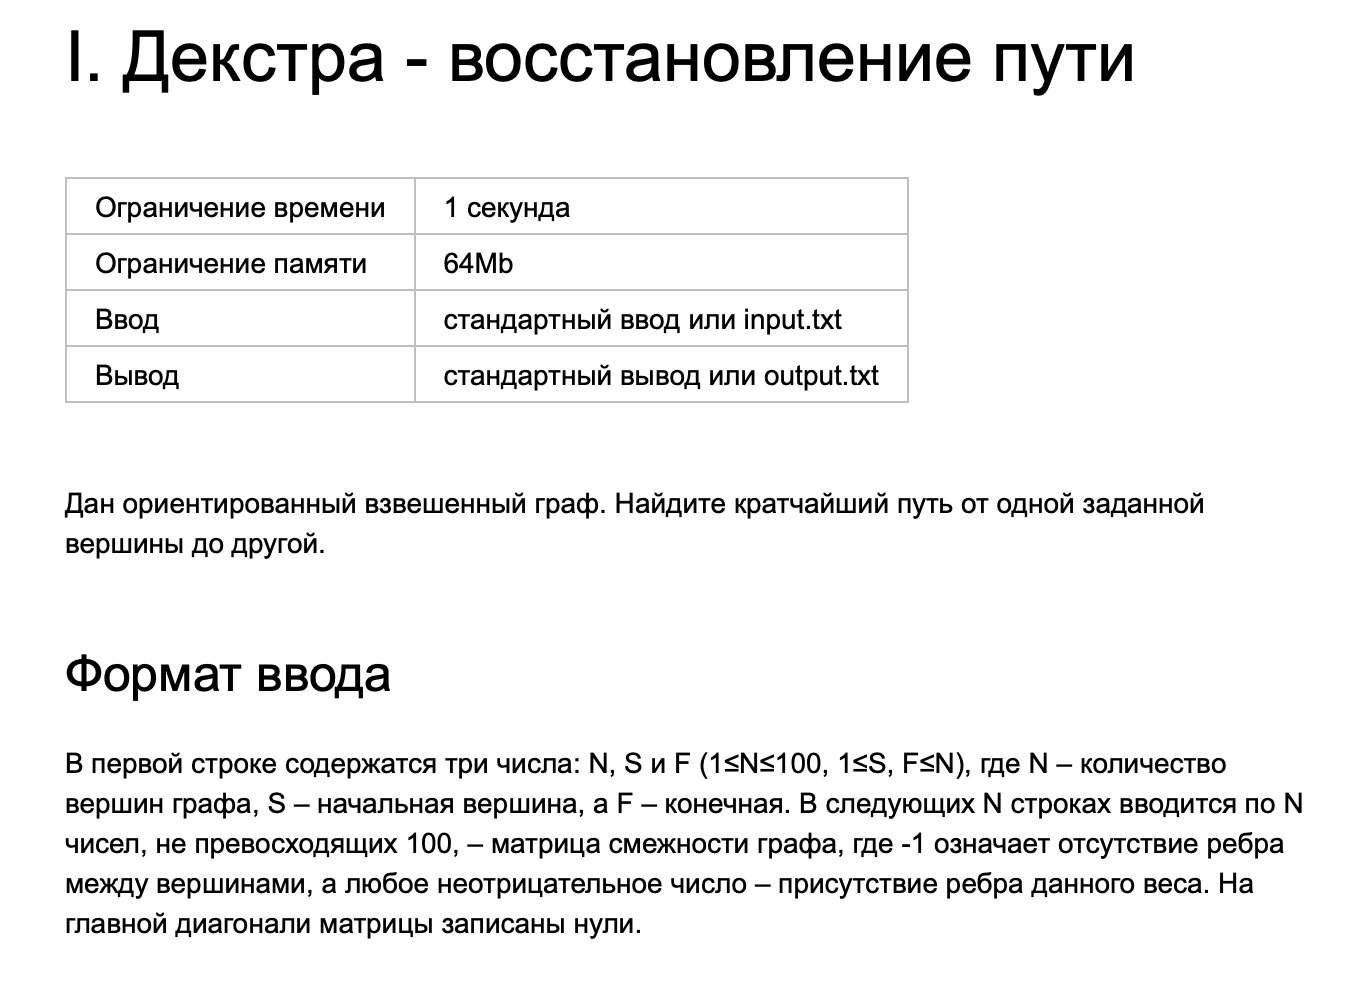 I. Декстра - восстановление пути
Ограничение времени 1 секунда
Ограничение памяти 64Mb
Ввод стандартный ввод или input.txt
Вывод стандартный вывод или output.txt
Дан ориентированный взвешенный граф. Найдите кратчайший путь от одной заданной
вершины до другой.
Формат ввода
В первой строке содержатся три числа: N, S и F (1≤N≤100, 1≤S, F≤N), где N – количество
вершин графа, S – начальная вершина, а F – конечная. В следующих N строках вводится по N
чисел, не превосходящих 100, – матрица смежности графа, где -1 означает отсутствие ребра
между вершинами, а любое неотрицательное число – присутствие ребра данного веса. На
главной диагонали матрицы записаны нули.